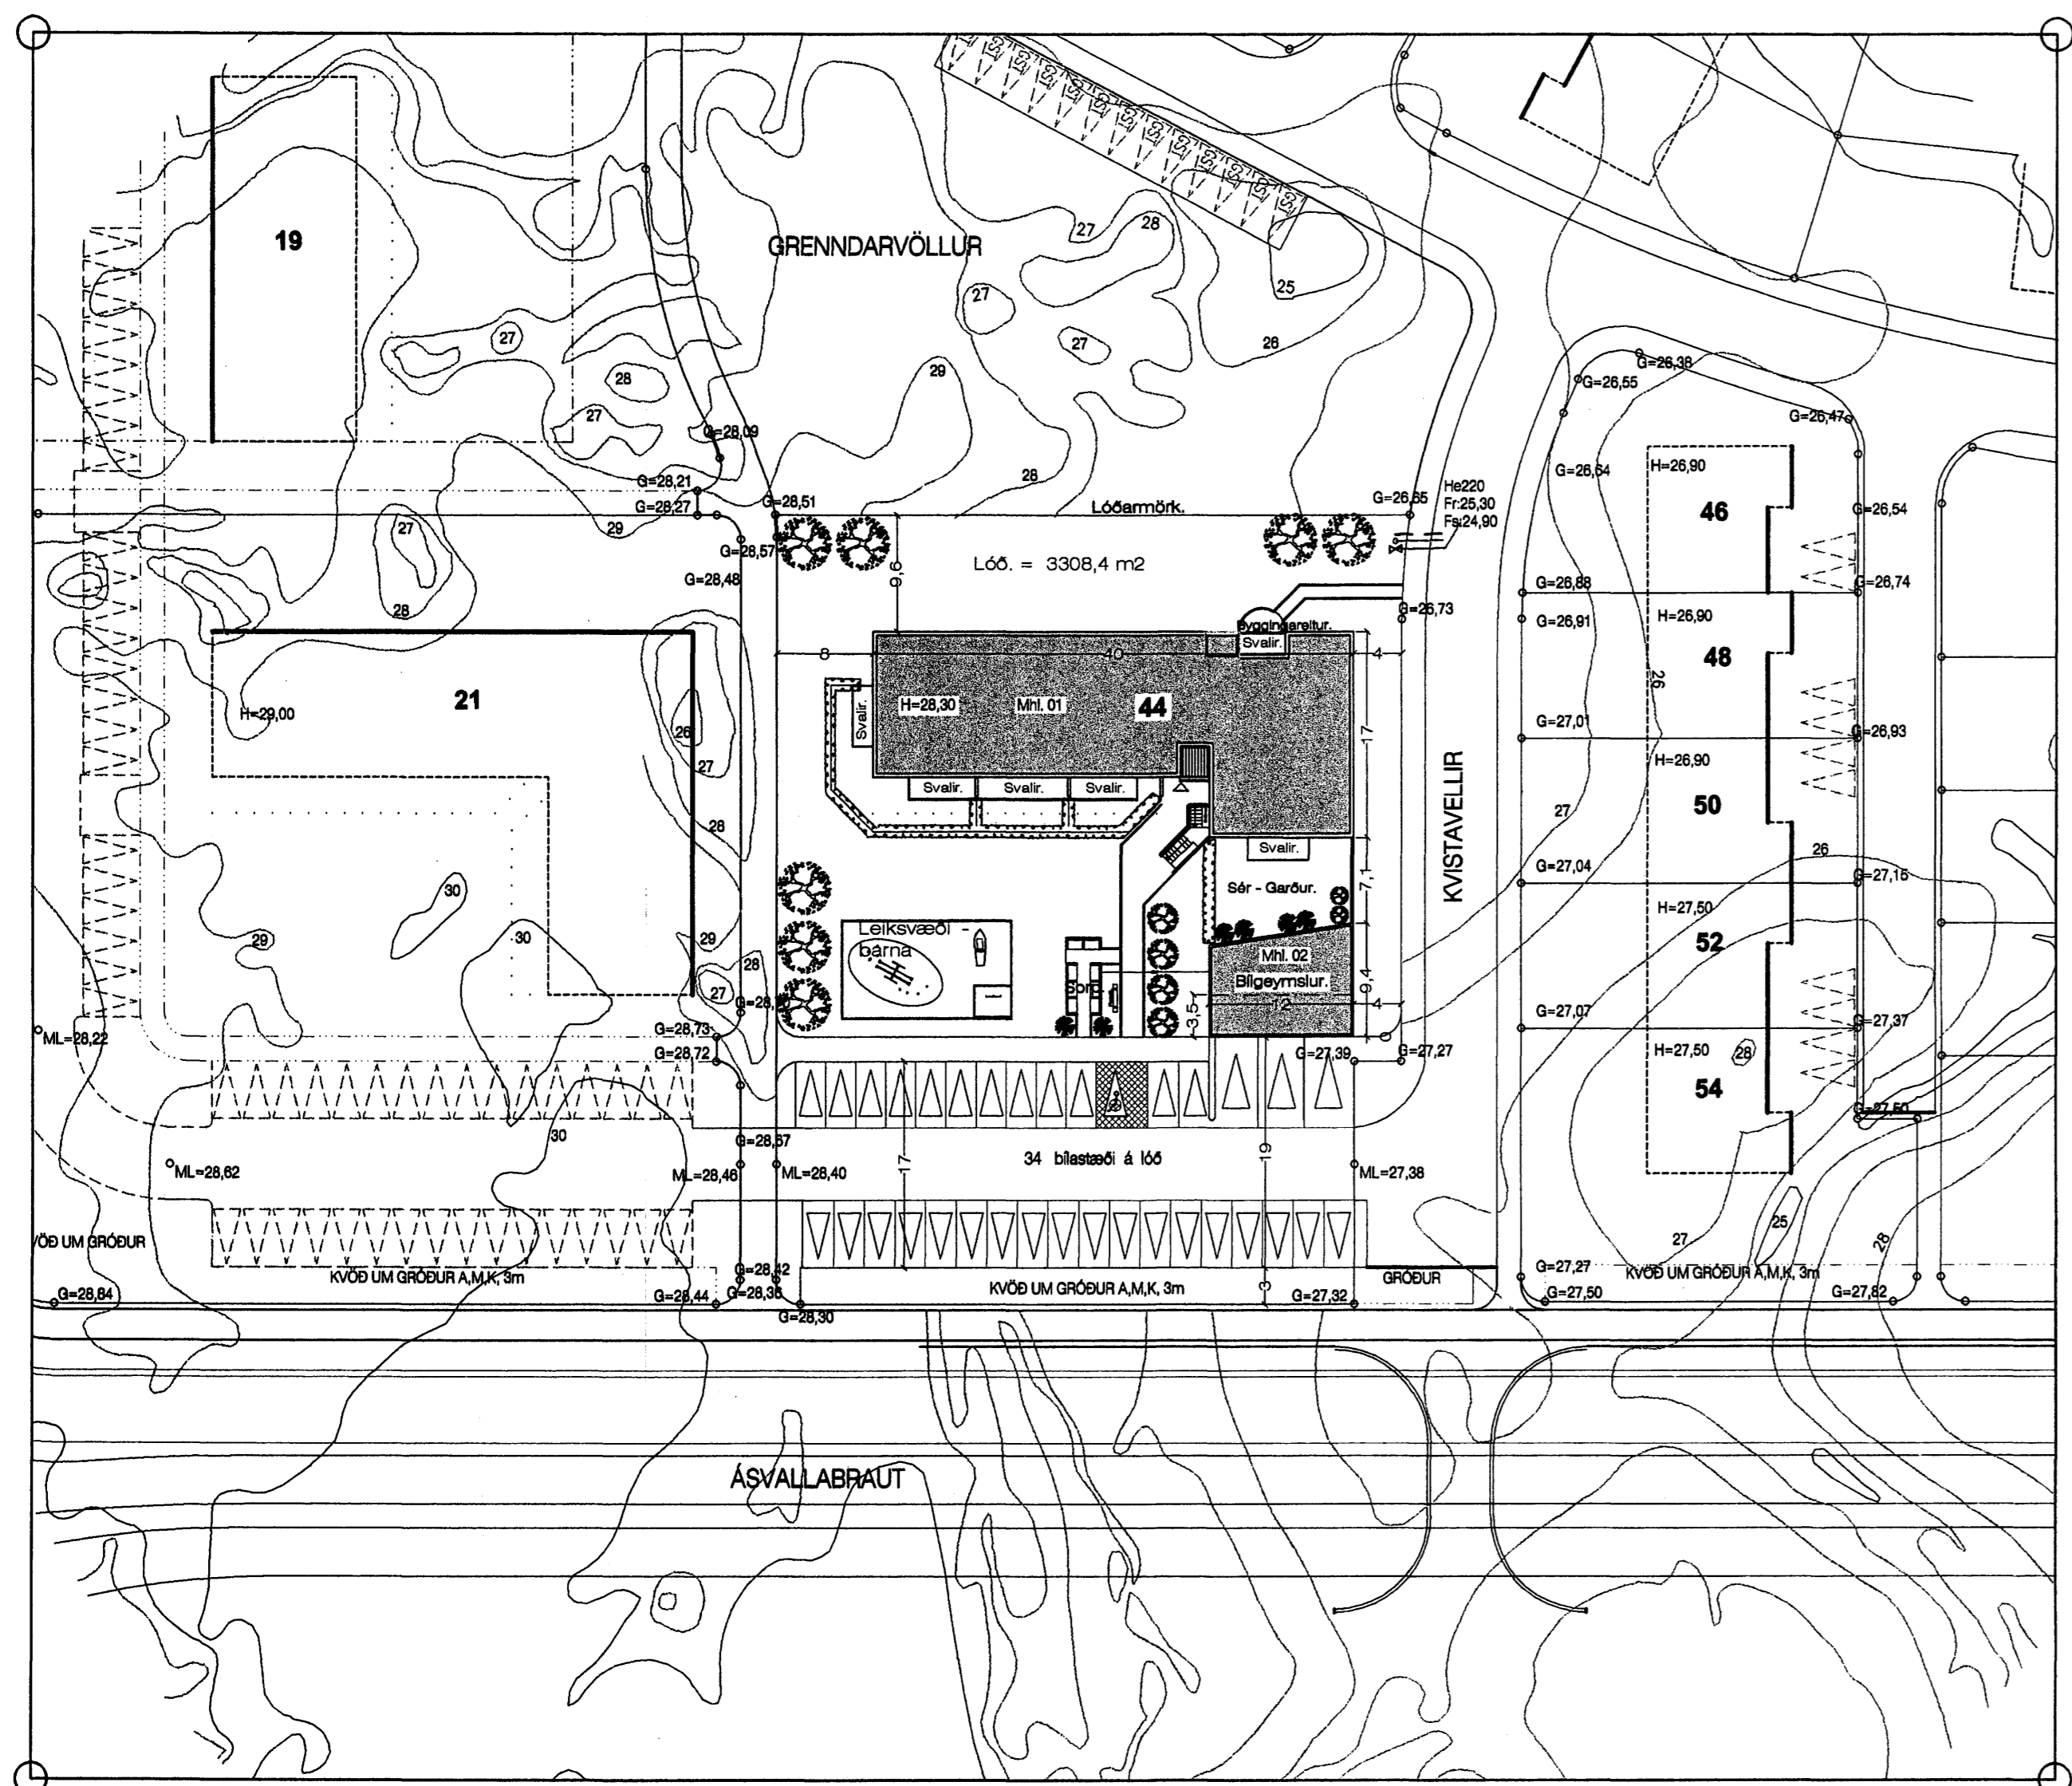 19
GRENNDARVÖLLUR
27
28
27
25
26
27
27
28
29
27
G=28,09
28
G=28,21
G=28,27
29
G=28,51
G=28,57
G=28,48
Lóðarmörk.
G=26,65
He220
Fr:25,30
Fs:24,90
Lóð. = 3308,4 m2
9,6
27
28
G=26,38
G=26,55
G=26,47
G=26,64
H=26,90
46
G=26,54
G=26,88
G=26,74
G=26,73
G=26,91
H=26,90
48
26
Byggingareitur.
Svalir.
8
40
4
21
H=29,00
26
27
28
H=28,30
Mhl. 01
44
Svalir.
Svalir.
Svalir.
Svalir.
17
KVISTAVELLIR
G=27,01
G=26,93
H=26,90
50
27
26
Svalir.
7,1
Sér - Garður.
G=27,04
G=27,15
H=27,50
52
30
30
29
29
28
27
Leiksvæði -
barna
Sorp.
Mhl. 02
Bílgeymslur.
9,4
3,5
12
4
G=27,07
G=27,37
H=27,50
28
54
G=27,50
ML=28,22
G=28,73
G=28,72
G=27,39
G=27,27
30
G=28,67
ML=28,62
ML=28,46
ML=28,40
17
34 bílastæði á lóð
19
ML=27,38
27
25
28
VÖÐ UM GRÓÐUR
KVÖÐ UM GRÓÐUR A,M,K, 3m
G=28,42
G=28,84
G=28,44
G=28,36
G=28,30
KVÖÐ UM GRÓÐUR A,M,K, 3m
3
G=27,32
GRÓÐUR
G=27,27
G=27,50
KVÖÐ UM GRÓÐUR A,M,K, 3m
G=27,82
ÁSVALLABRAUT